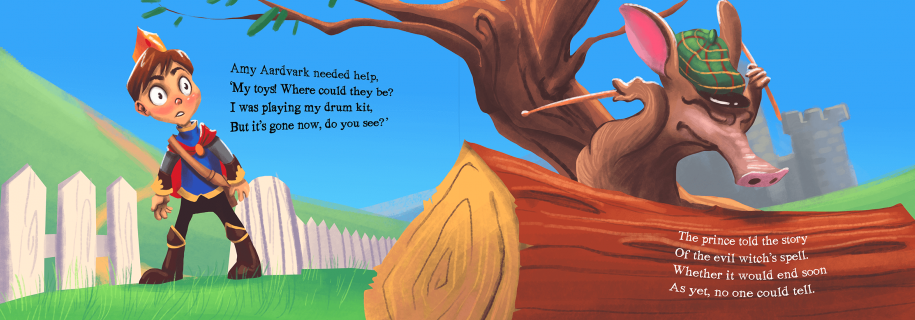 Amy Aardvark needed help,
‘My toys! Where could they be?
I was playing my drum kit,
But it’s gone now, do you see?’
The prince told the story
Of the evil witch’s spell.
Whether it would end soon
As yet, no one could tell.